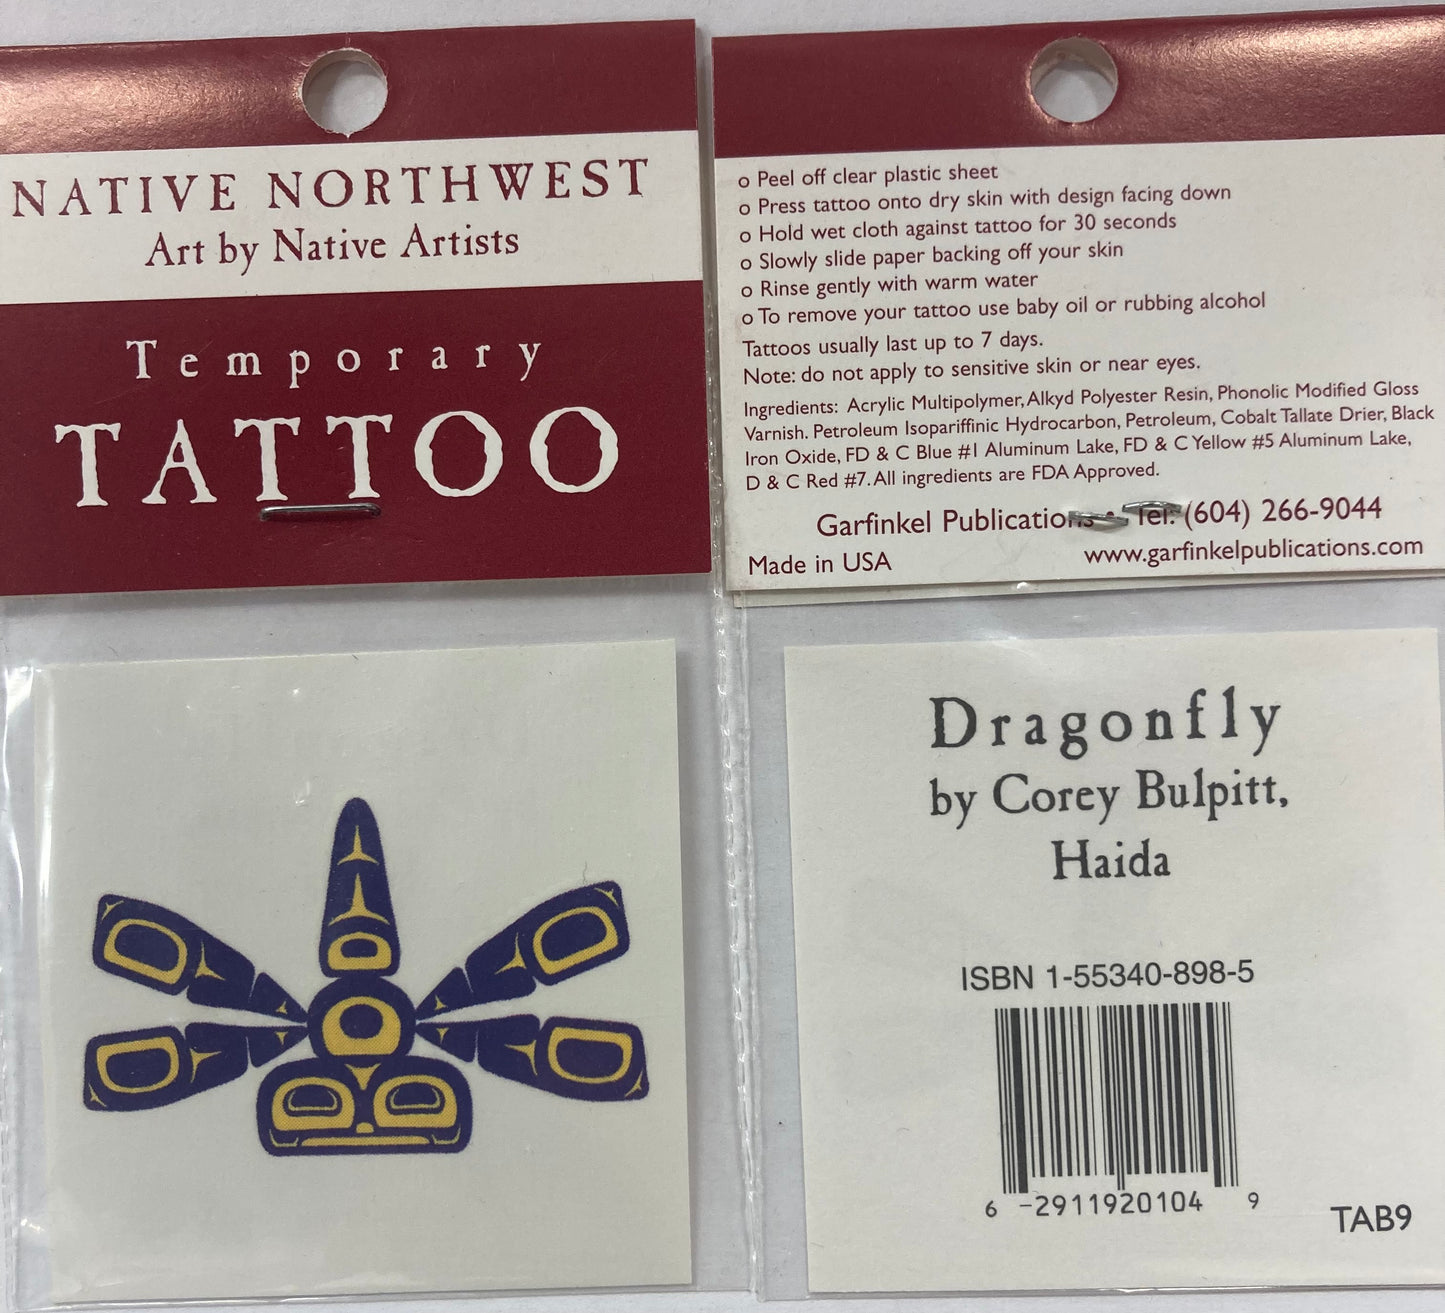 NATIVE NORTHWEST
Art by Native Artists
Temporary
TATTOO
o Peel off clear plastic sheet
o Press tattoo onto dry skin with design facing down
o Hold wet cloth against tattoo for 30 seconds
o Slowly slide paper backing off your skin
o Rinse gently with warm water
o To remove your tattoo use baby oil or rubbing alcohol
Tattoos usually last up to 7 days.
Note: do not apply to sensitive skin or near eyes.
Ingredients: Acrylic Multipolymer, Alkyd Polyester Resin, Phonolic Modified Gloss
Varnish. Petroleum Isopariffinic Hydrocarbon, Petroleum, Cobalt Tallate Drier, Black
Iron Oxide, FD & C Blue #1 Aluminum Lake, FD & C Yellow #5 Aluminum Lake,
D & C Red #7. All ingredients are FDA Approved.
Garfinkel Publications • Tel: (604) 266-9044
Made in USA www.garfinkelpublications.com
Dragonfly
by Corey Bulpitt,
Haida
ISBN 1-55340-898-5
6 -2911920104 9
TAB9